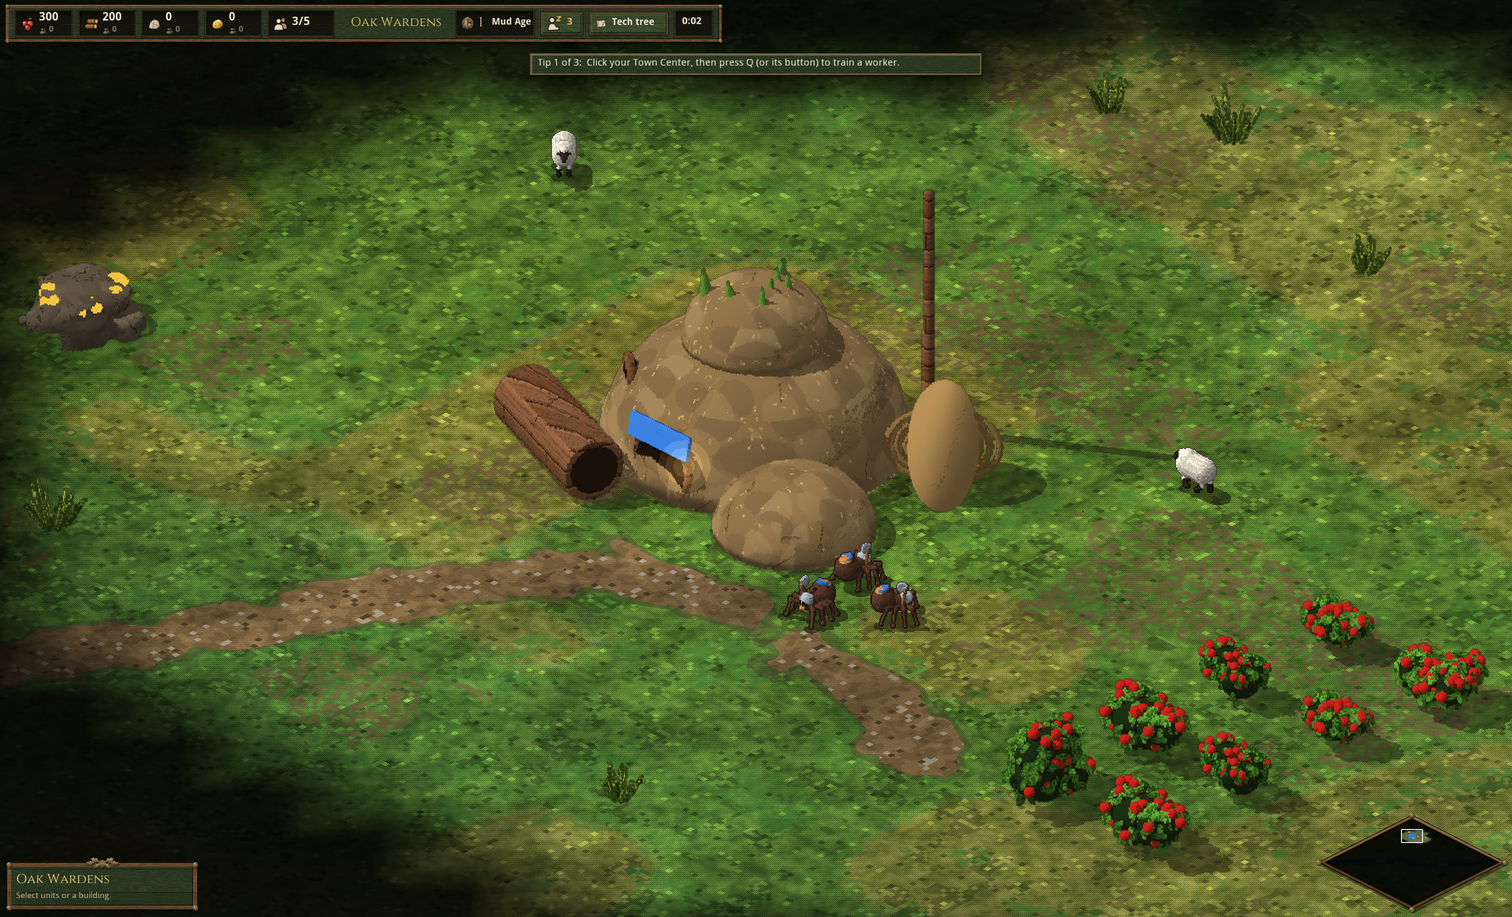 300
0
200
0
0
0
0
0
3/5
OAK WARDENS
Mud Age
3
Tech tree
0:02
Tip 1 of 3: Click your Town Center, then press Q (or its button) to train a worker.
OAK WARDENS
Select units or a building.